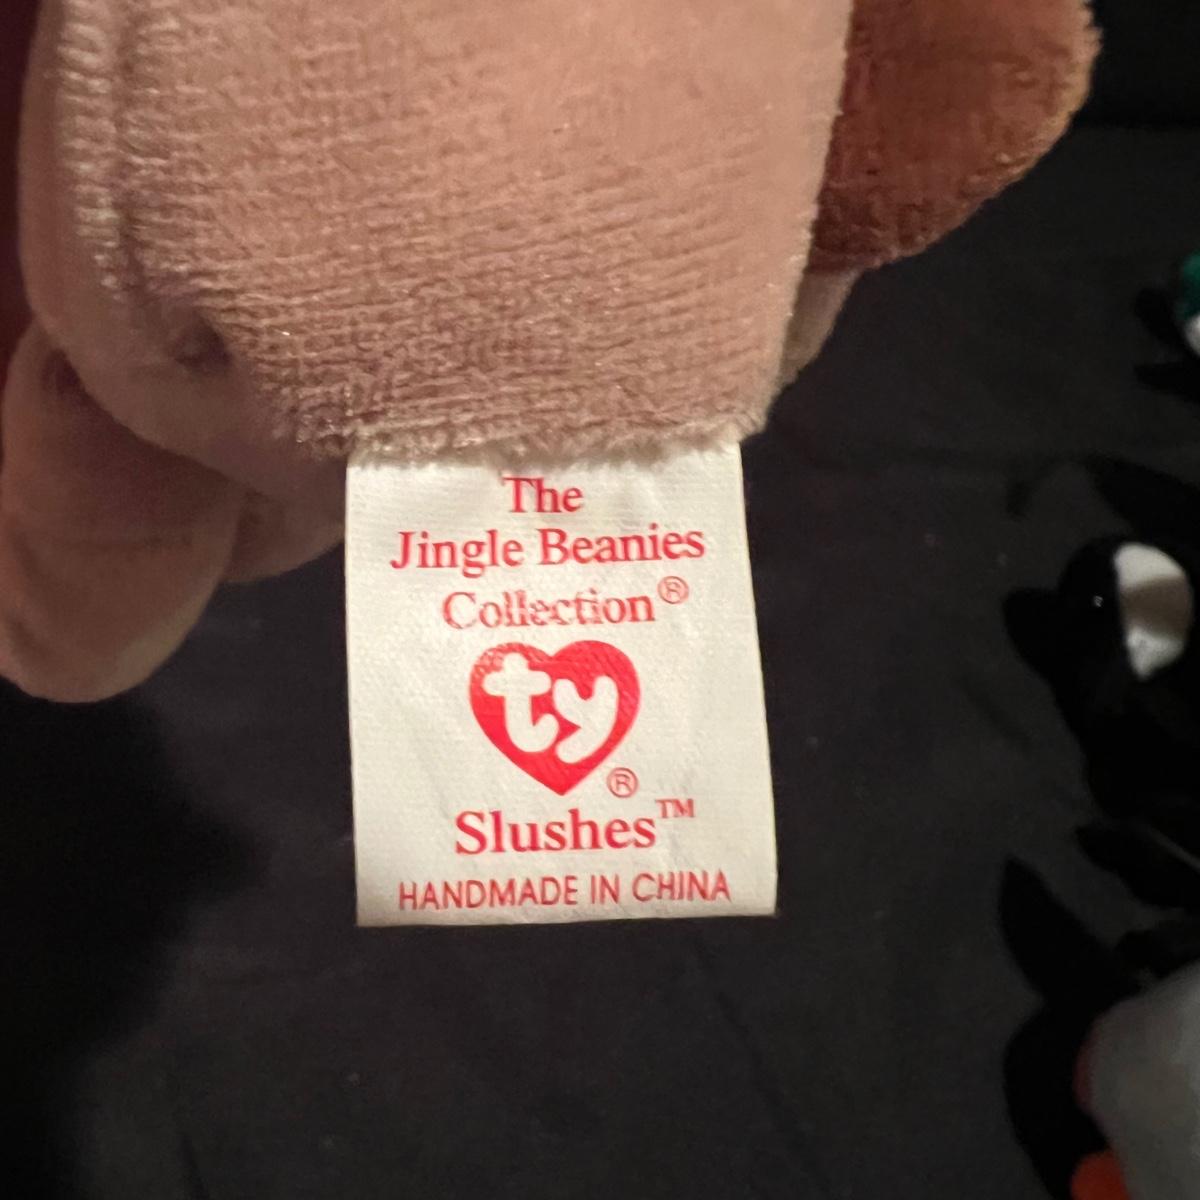 The
Jingle Beanies
Collection®
ty®
Slushes™
HANDMADE IN CHINA